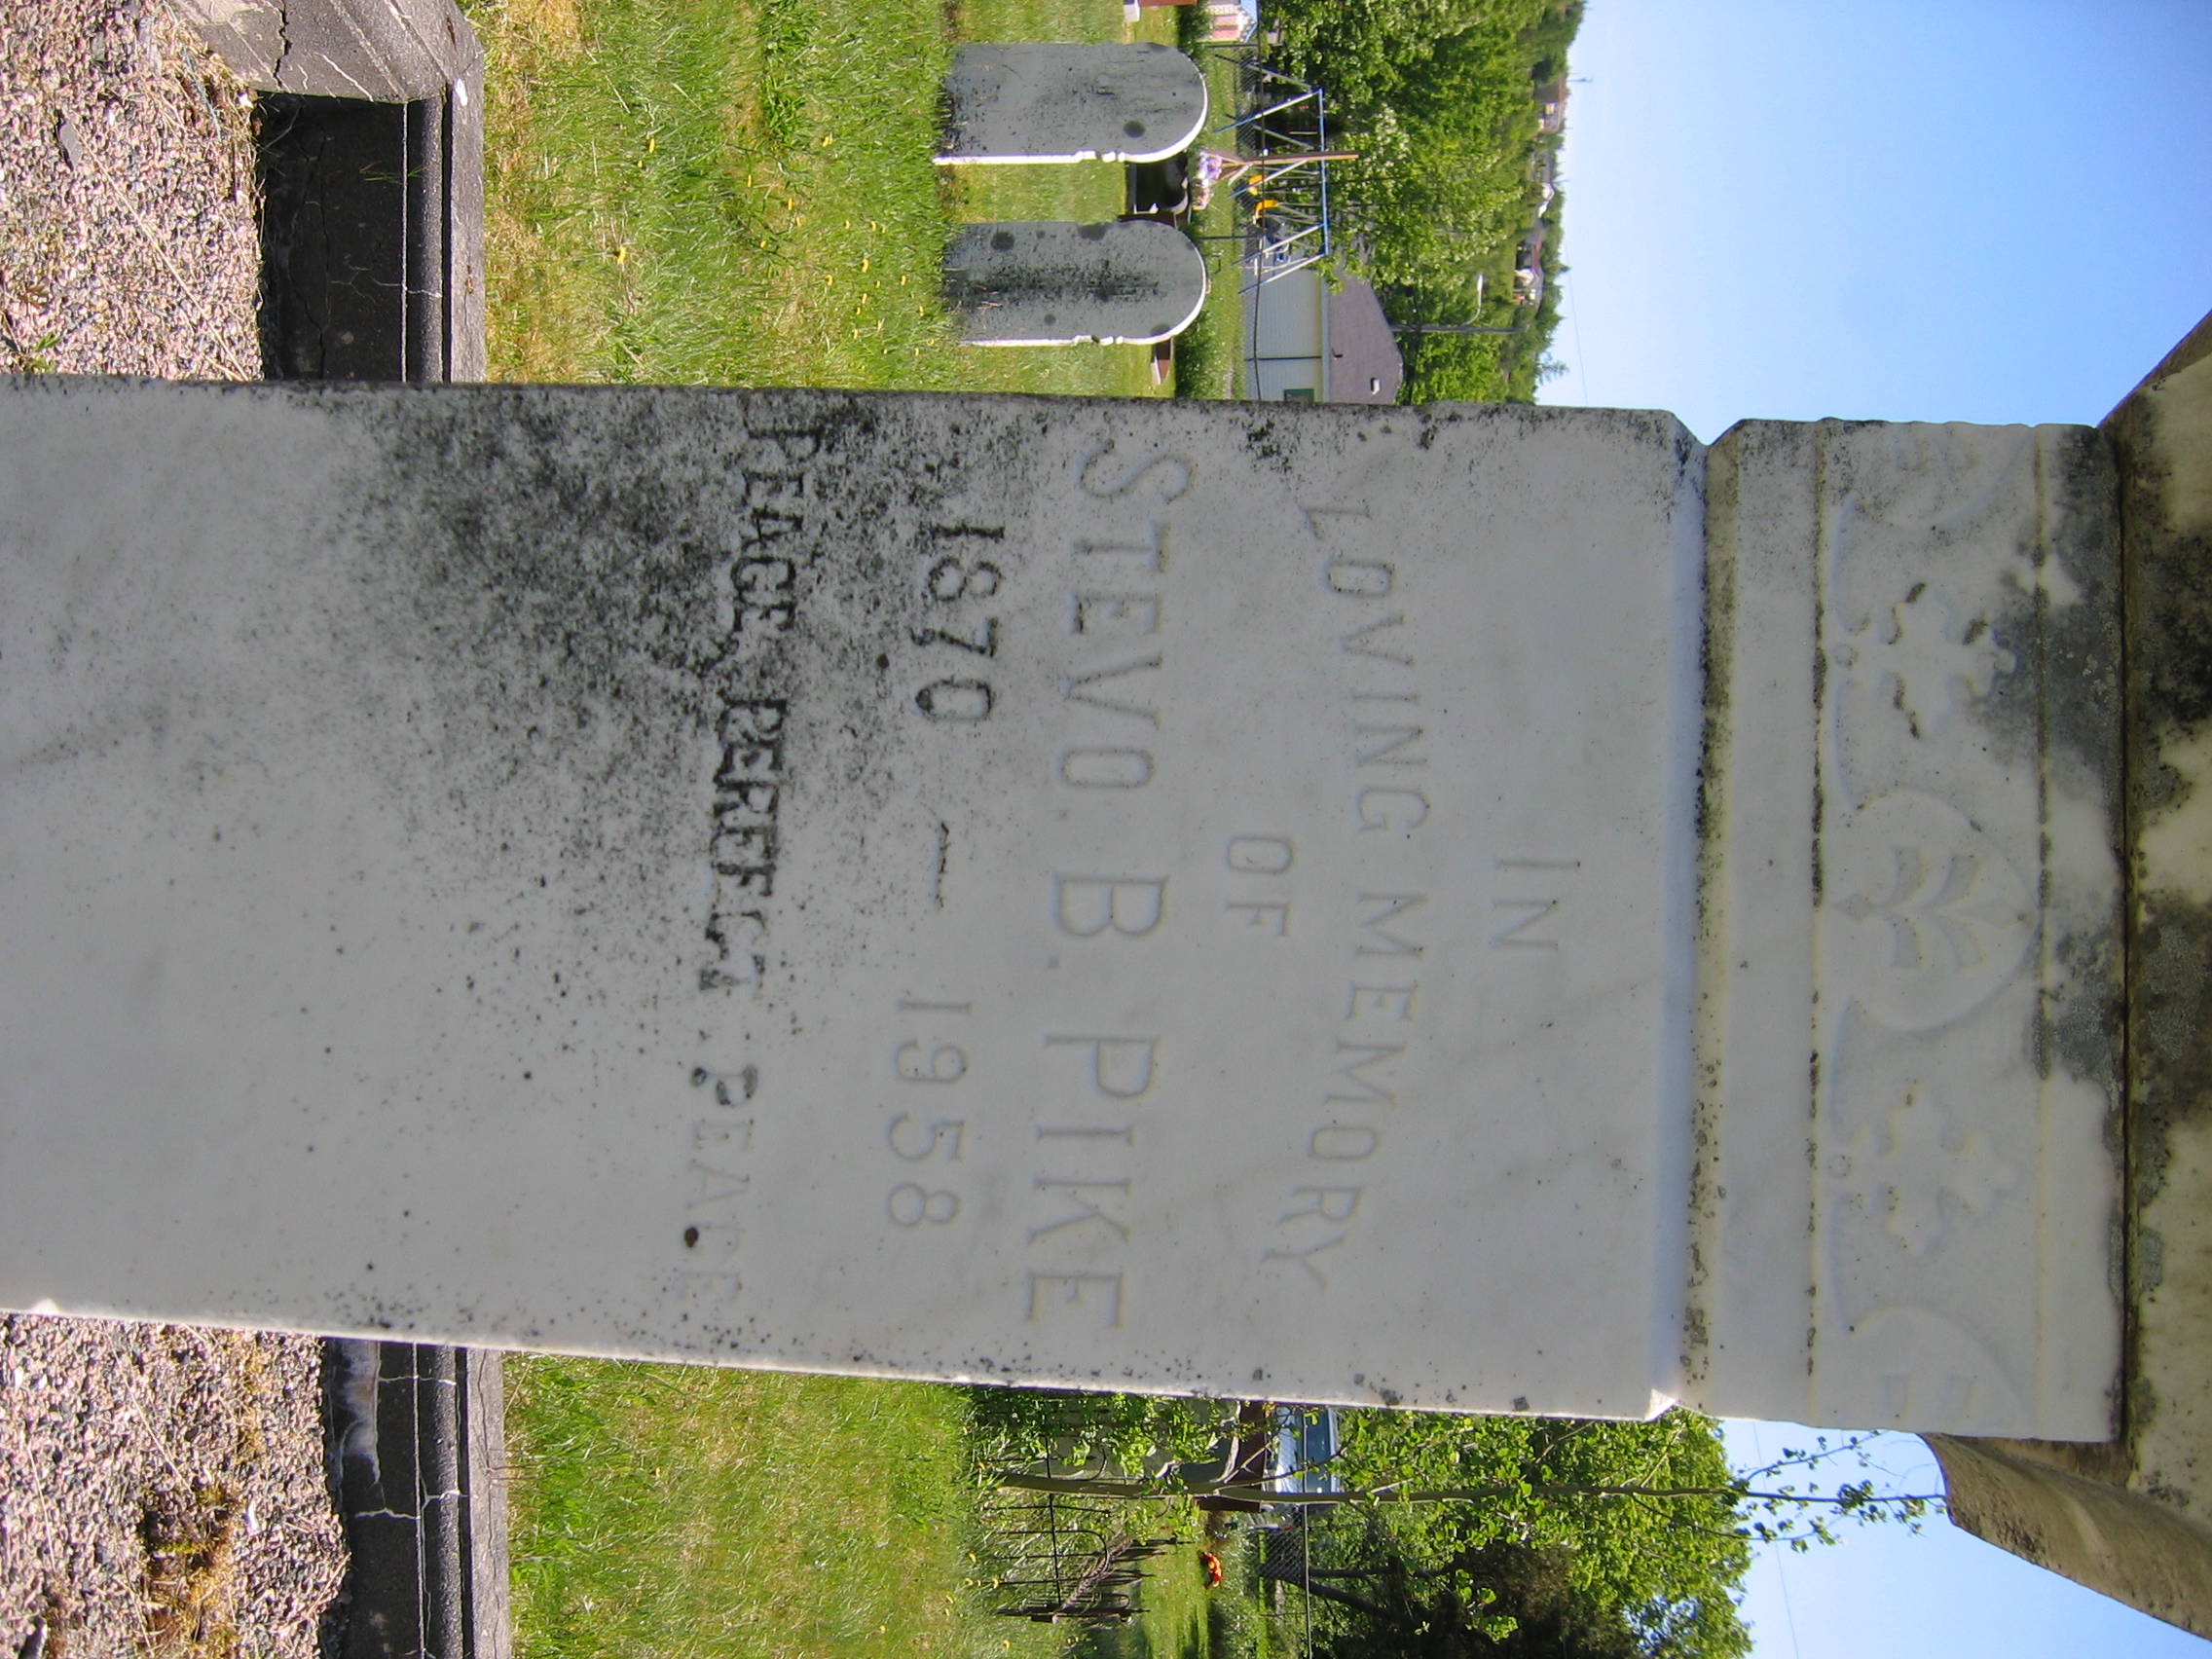 IN
LOVING MEMORY
OF
STEVO. B. PIKE
1870 — 1958
PEACE, PERFECT. PEACE